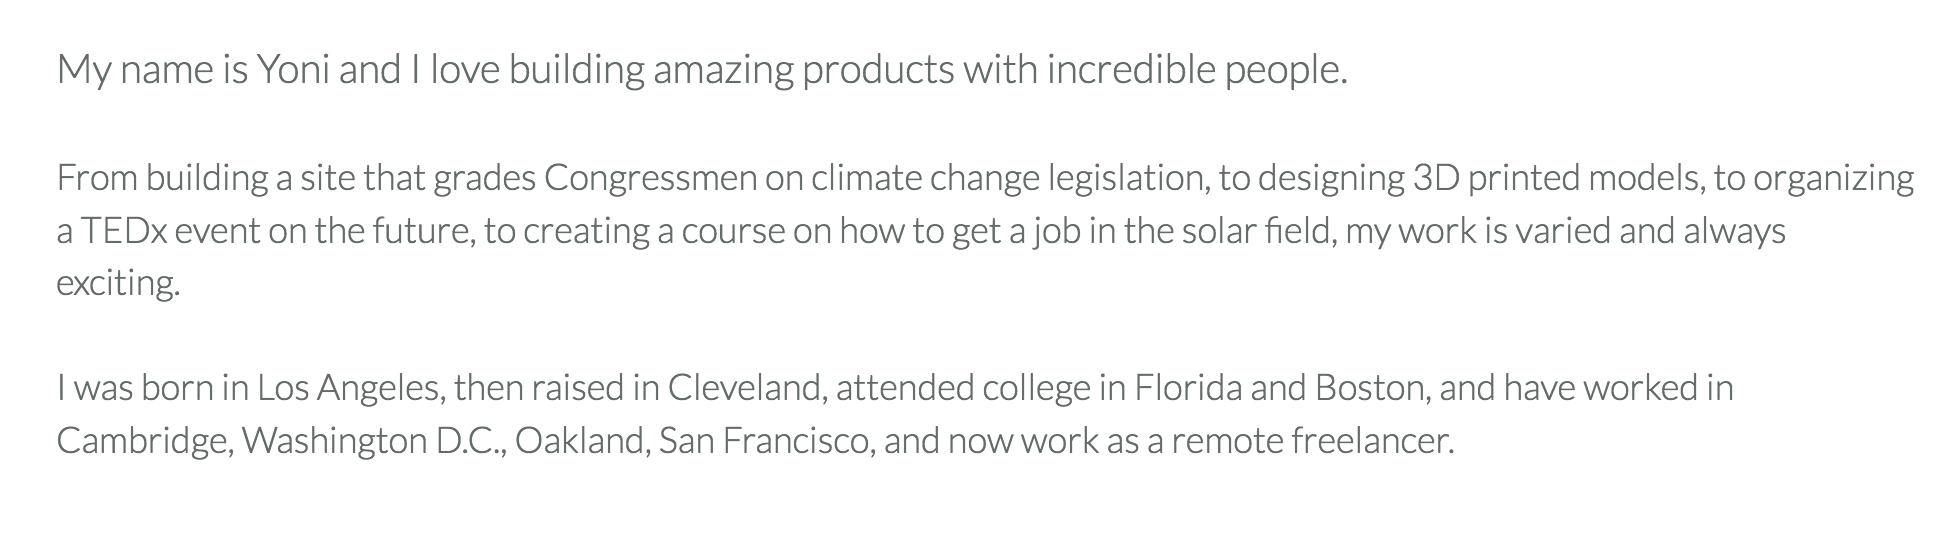 My name is Yoni and I love building amazing products with incredible people.
From building a site that grades Congressmen on climate change legislation, to designing 3D printed models, to organizing
a TEDx event on the future, to creating a course on how to get a job in the solar field, my work is varied and always
exciting.
I was born in Los Angeles, then raised in Cleveland, attended college in Florida and Boston, and have worked in
Cambridge, Washington D.C., Oakland, San Francisco, and now work as a remote freelancer.